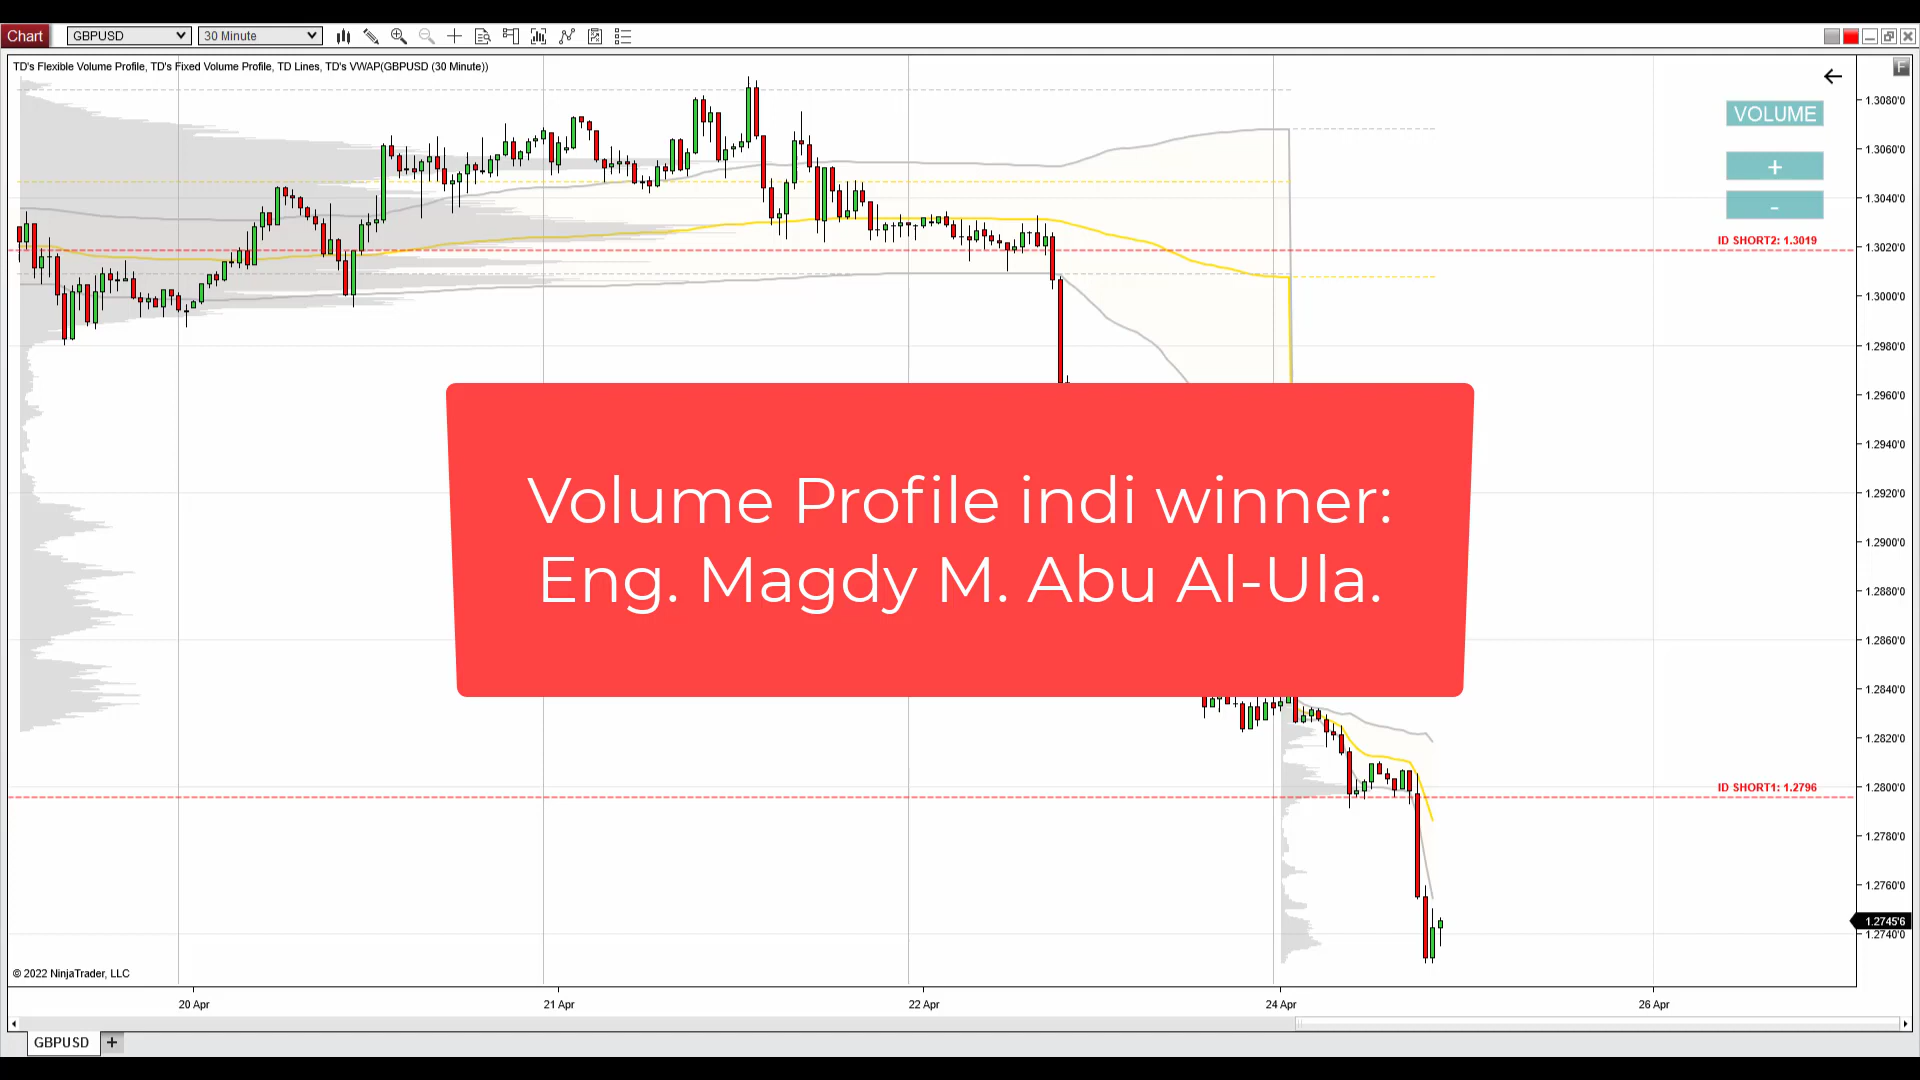 Chart
GBPUSD
30 Minute
TD's Flexible Volume Profile, TD's Fixed Volume Profile, TD Lines, TD's VWAP(GBPUSD (30 Minute))
F
VOLUME
+
-
ID SHORT2: 1.3019
Volume Profile indi winner:
Eng. Magdy M. Abu Al-Ula.
ID SHORT1: 1.2796
1.3080'0
1.3060'0
1.3040'0
1.3020'0
1.3000'0
1.2980'0
1.2960'0
1.2940'0
1.2920'0
1.2900'0
1.2880'0
1.2860'0
1.2840'0
1.2820'0
1.2800'0
1.2780'0
1.2760'0
1.2745'6
1.2740'0
© 2022 NinjaTrader, LLC
20 Apr
21 Apr
22 Apr
24 Apr
26 Apr
GBPUSD
+